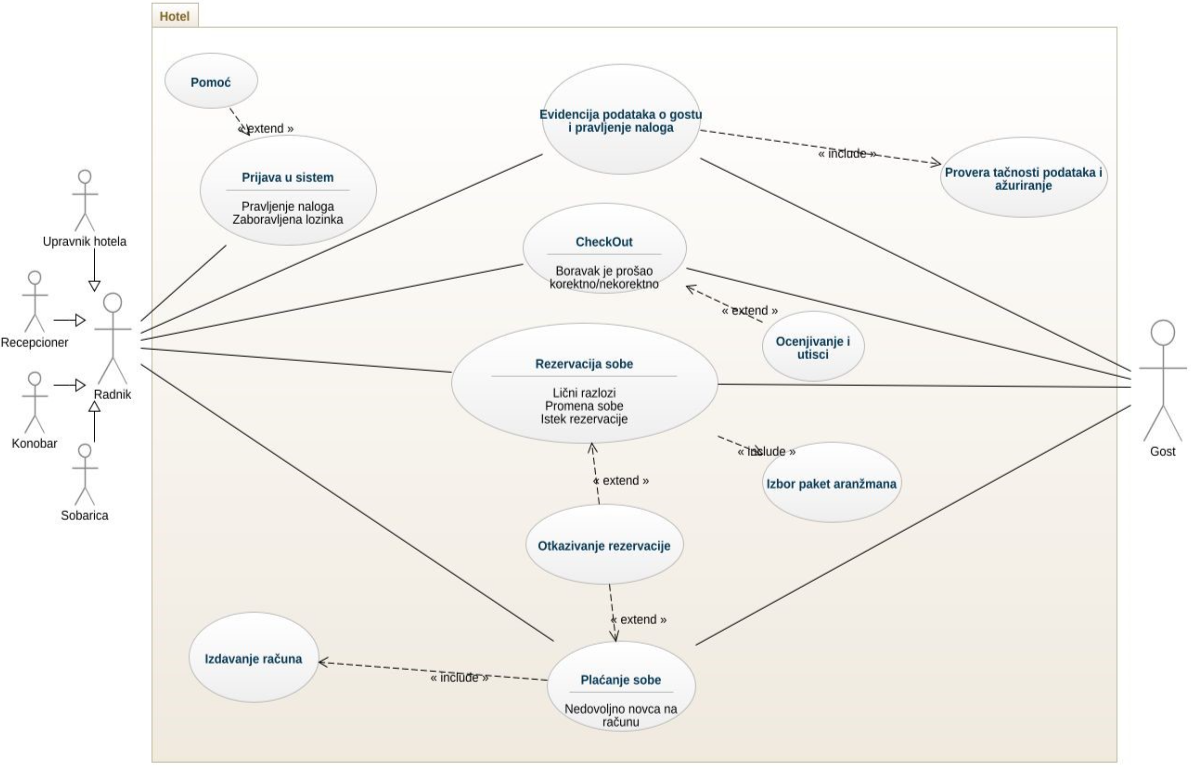 Hotel
Pomoć
« extend »
Prijava u sistem
Pravljenje naloga
Zaboravljena lozinka
Evidencija podataka o gostu
i pravljenje naloga
« include »
Provera tačnosti podataka i
ažuriranje
Upravnik hotela
CheckOut
Boravak je prošao
korektno/nekorektno
« extend »
Ocenjivanje i
utisci
Recepcioner
Radnik
Konobar
Sobarica
Rezervacija sobe
Lični razlozi
Promena sobe
Istek rezervacije
Gost
« include »
Izbor paket aranžmana
« extend »
Otkazivanje rezervacije
« extend »
Izdavanje računa
« include »
Plaćanje sobe
Nedovoljno novca na
računu